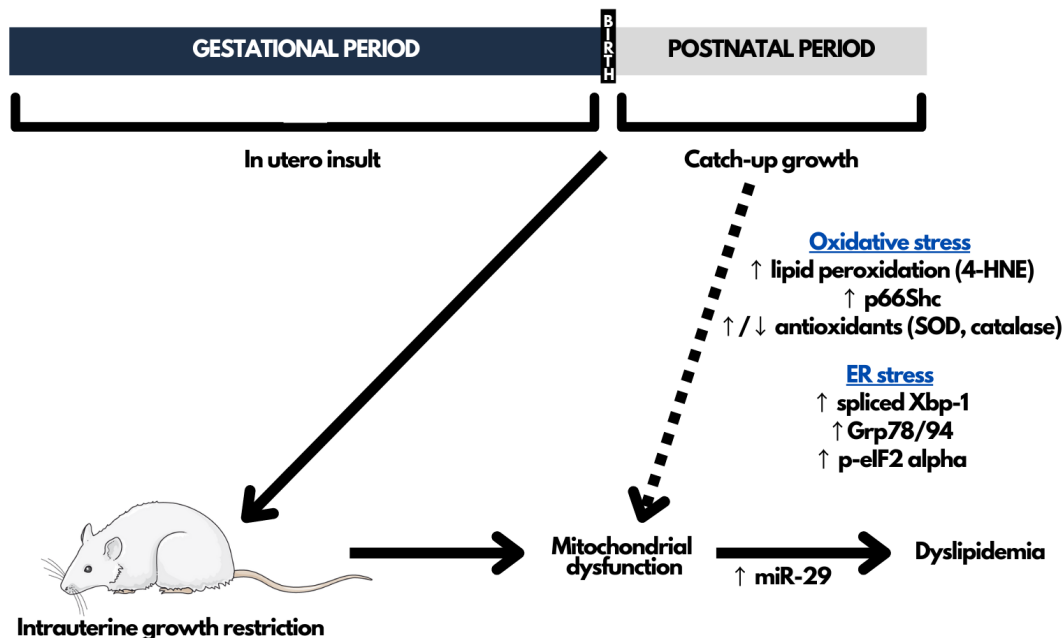 GESTATIONAL PERIOD
BIRTH
POSTNATAL PERIOD
In utero insult
Catch-up growth
Oxidative stress
↑ lipid peroxidation (4-HNE)
↑ p66Shc
↑/↓ antioxidants (SOD, catalase)
ER stress
↑ spliced Xbp-1
↑Grp78/94
↑ p-eIF2 alpha
Mitochondrial
dysfunction
↑ miR-29
Dyslipidemia
Intrauterine growth restriction